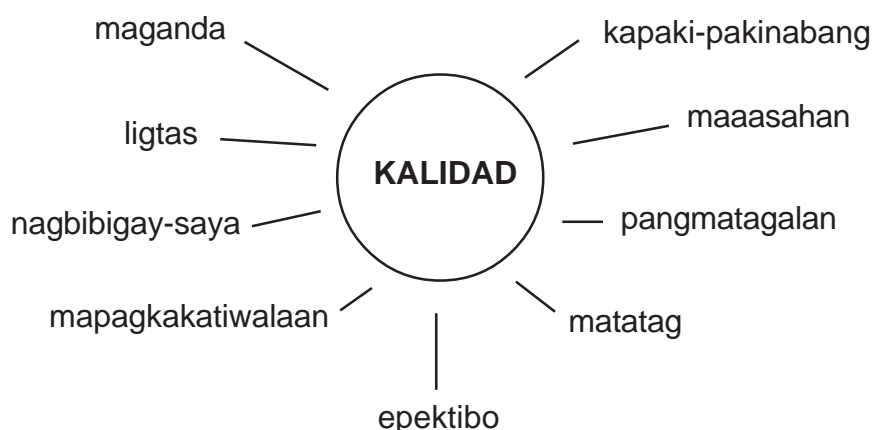 maganda
kapaki-pakinabang
ligtas
maaasahan
KALIDAD
nagbibigay-saya
pangmatagalan
mapagkakatiwalaan
matatag
epektibo